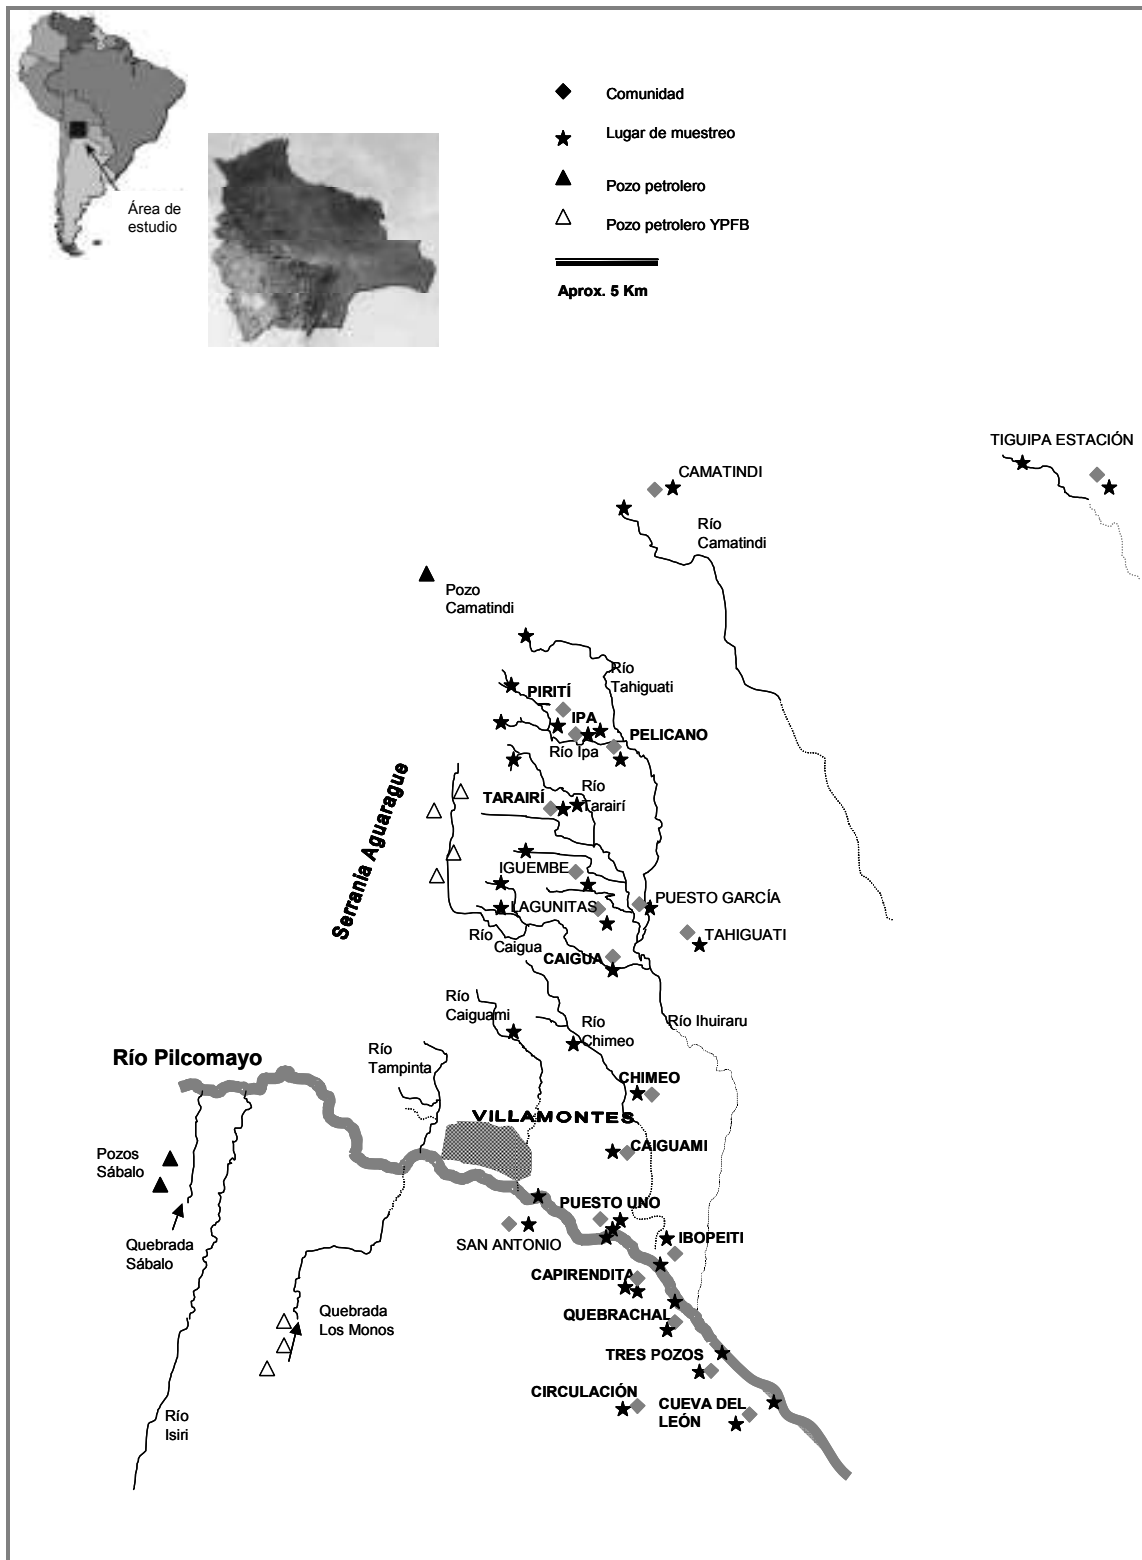 Comunidad
Lugar de muestreo
Pozo petrolero
Pozo petrolero YPFB
Aprox. 5 Km
Área de
estudio
TIGUIPA ESTACIÓN
CAMATINDI
Río
Camatindi
Pozo
Camatindi
Río
Tahiguati
PIRITÍ
IPA
PELICANO
Río Ipa
Serrania Aguarague
TARAIRÍ
Río
Tarairí
IGUEMBE
LAGUNITAS
PUESTO GARCÍA
TAHIGUATI
Río
Caigua
CAIGUA
Río
Caiguami
Río
Chimeo
Río Ihuiraru
Río Pilcomayo
Río
Tampinta
CHIMEO
VILLAMONTES
CAIGUAMI
Pozos
Sábalo
PUESTO UNO
Quebrada
Sábalo
SAN ANTONIO
IBOPEITI
CAPIRENDITA
Quebrada
Los Monos
QUEBRACHAL
TRES POZOS
CIRCULACIÓN
CUEVA DEL
LEÓN
Río
Isiri